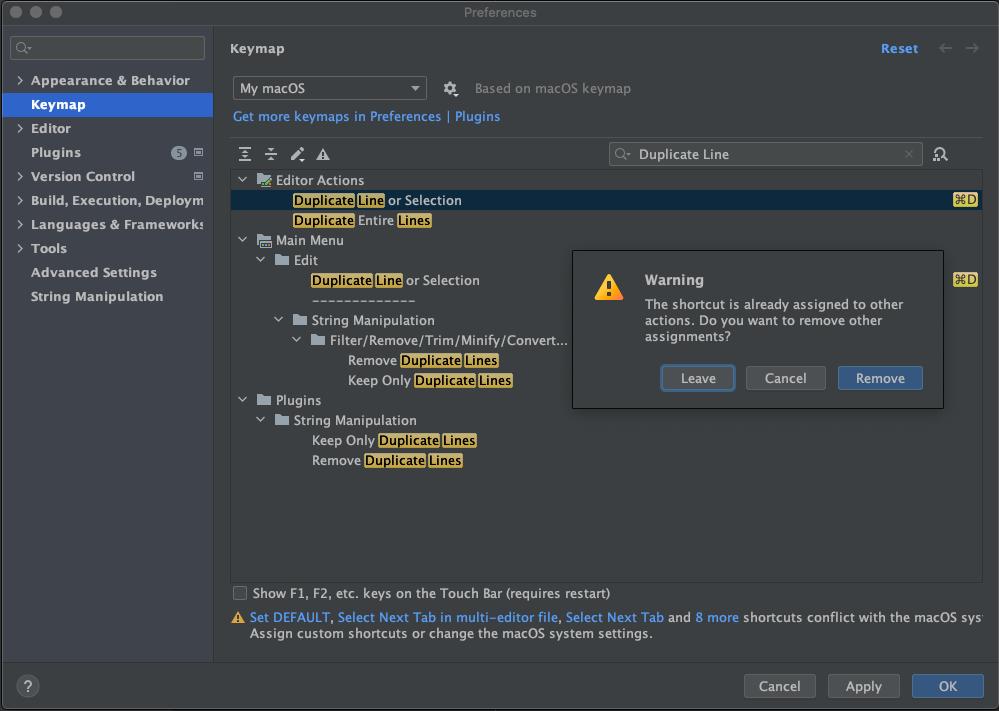 Preferences
Keymap
Reset
Appearance & Behavior
Keymap
Editor
Plugins 5
Version Control
Build, Execution, Deploym
Languages & Frameworks
Tools
Advanced Settings
String Manipulation
My macOS
Based on macOS keymap
Get more keymaps in Preferences | Plugins
Duplicate Line
Editor Actions
Duplicate Line or Selection ⌘D
Duplicate Entire Lines
Main Menu
Edit
Duplicate Line or Selection ⌘D
-------------
String Manipulation
Filter/Remove/Trim/Minify/Convert...
Remove Duplicate Lines
Keep Only Duplicate Lines
Plugins
String Manipulation
Keep Only Duplicate Lines
Remove Duplicate Lines
Warning
The shortcut is already assigned to other
actions. Do you want to remove other
assignments?
Leave Cancel Remove
Show F1, F2, etc. keys on the Touch Bar (requires restart)
Set DEFAULT, Select Next Tab in multi-editor file, Select Next Tab and 8 more shortcuts conflict with the macOS sys
Assign custom shortcuts or change the macOS system settings.
?
Cancel Apply OK